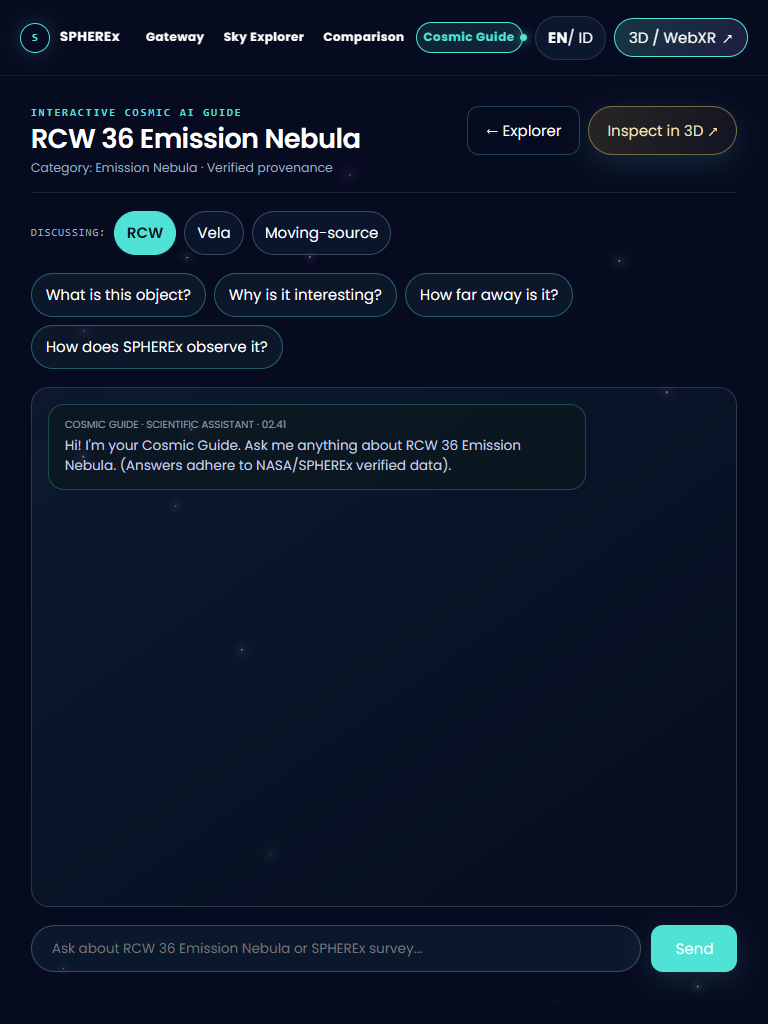 S SPHEREx Gateway Sky Explorer Comparison Cosmic Guide EN/ ID 3D / WebXR ↗
INTERACTIVE COSMIC AI GUIDE
RCW 36 Emission Nebula
Category: Emission Nebula · Verified provenance
← Explorer Inspect in 3D ↗
DISCUSSING: RCW Vela Moving-source
What is this object? Why is it interesting? How far away is it?
How does SPHEREx observe it?
COSMIC GUIDE · SCIENTIFIC ASSISTANT · 02.41
Hi! I'm your Cosmic Guide. Ask me anything about RCW 36 Emission
Nebula. (Answers adhere to NASA/SPHEREx verified data).
Ask about RCW 36 Emission Nebula or SPHEREx survey... Send